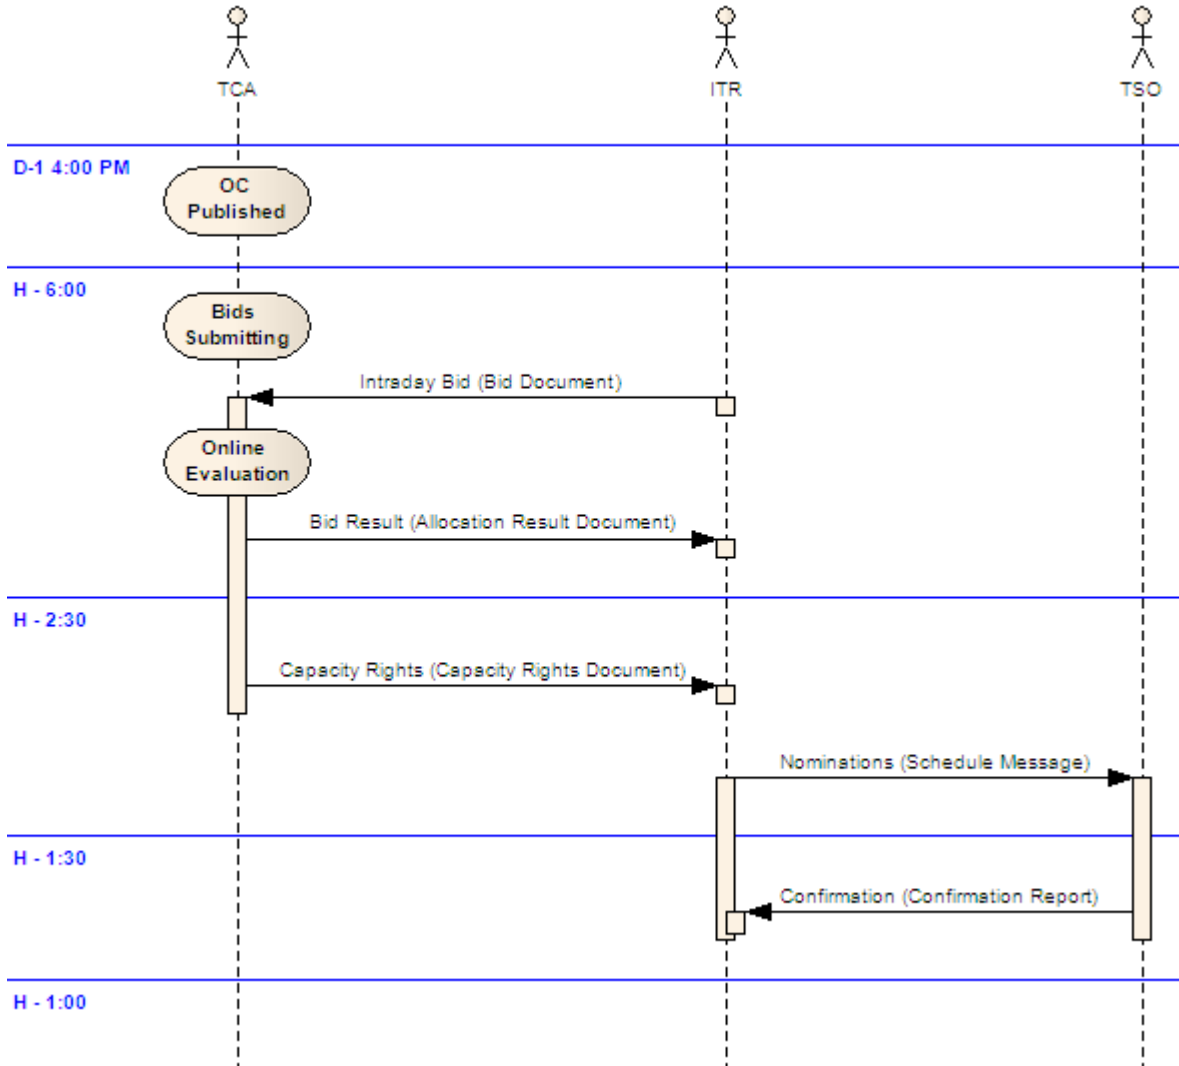 TCA
ITR
TSO
D-1 4:00 PM
OC
Published
H - 6:00
Bids
Submitting
Intraday Bid (Bid Document)
Online
Evaluation
Bid Result (Allocation Result Document)
H - 2:30
Capacity Rights (Capacity Rights Document)
Nominations (Schedule Message)
H - 1:30
Confirmation (Confirmation Report)
H - 1:00